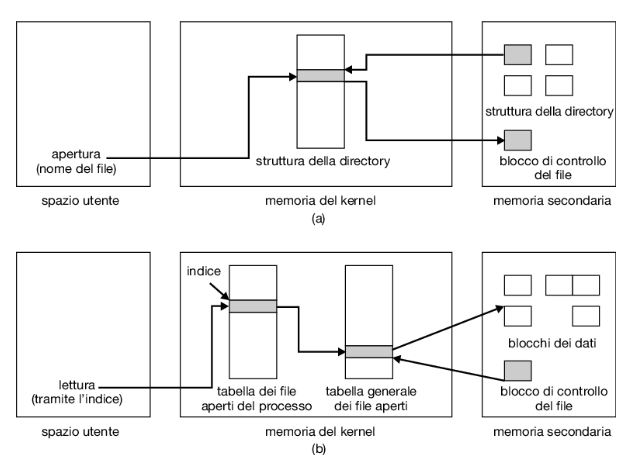 apertura
(nome del file)
struttura della directory
struttura della directory
blocco di controllo
del file
spazio utente
memoria del kernel
memoria secondaria
(a)
indice
lettura
(tramite l'indice)
tabella dei file
aperti del processo
tabella generale
dei file aperti
blocchi dei dati
blocco di controllo
del file
spazio utente
memoria del kernel
memoria secondaria
(b)